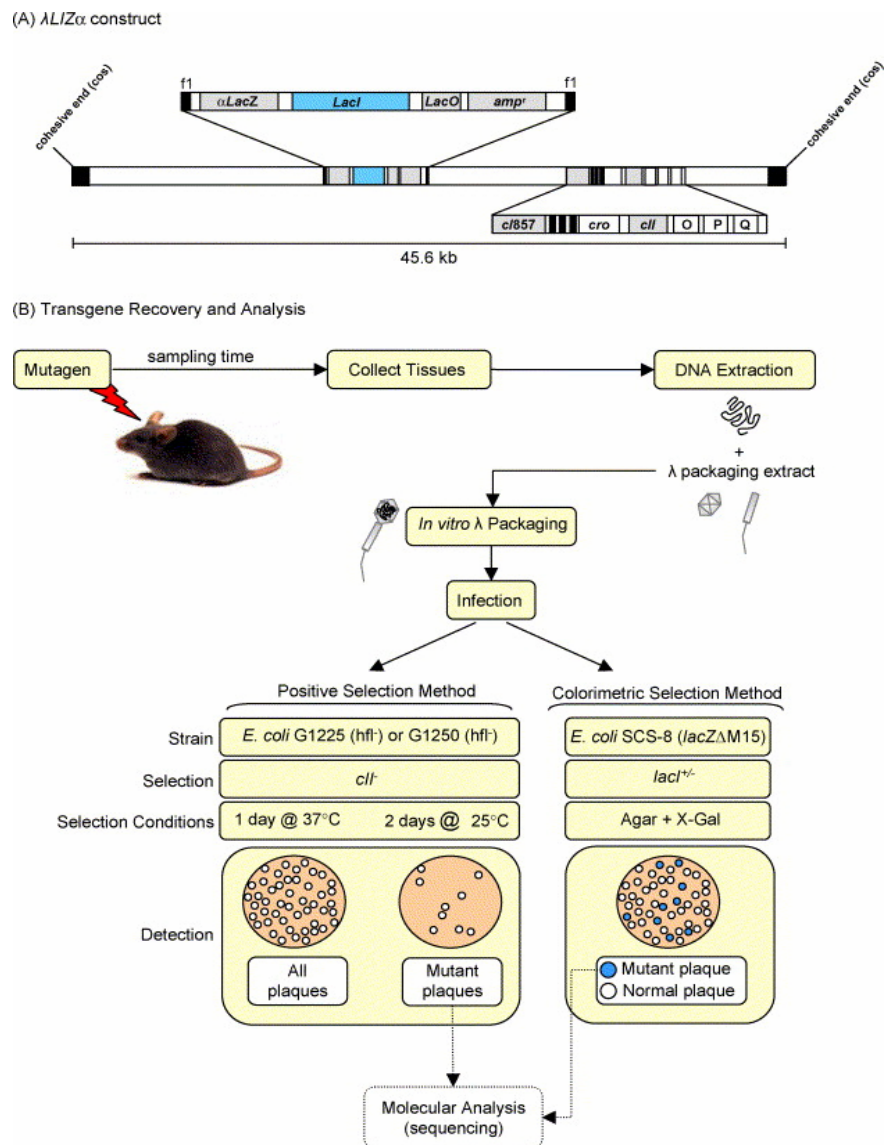 (A) λLIZα construct
cohesive end (cos)
f1
αLacZ
LacI
LacO
ampʳ
f1
cohesive end (cos)
cI857
cro
cII
O
P
Q
45.6 kb
(B) Transgene Recovery and Analysis
Mutagen
sampling time
Collect Tissues
DNA Extraction
+
λ packaging extract
In vitro λ Packaging
Infection
Positive Selection Method
Colorimetric Selection Method
Strain
E. coli G1225 (hfl⁻) or G1250 (hfl⁻)
E. coli SCS-8 (lacZΔM15)
Selection
cII⁻
lacI⁺/⁻
Selection Conditions
1 day @ 37°C
2 days @ 25°C
Agar + X-Gal
Detection
All
plaques
Mutant
plaques
Mutant plaque
Normal plaque
Molecular Analysis
(sequencing)